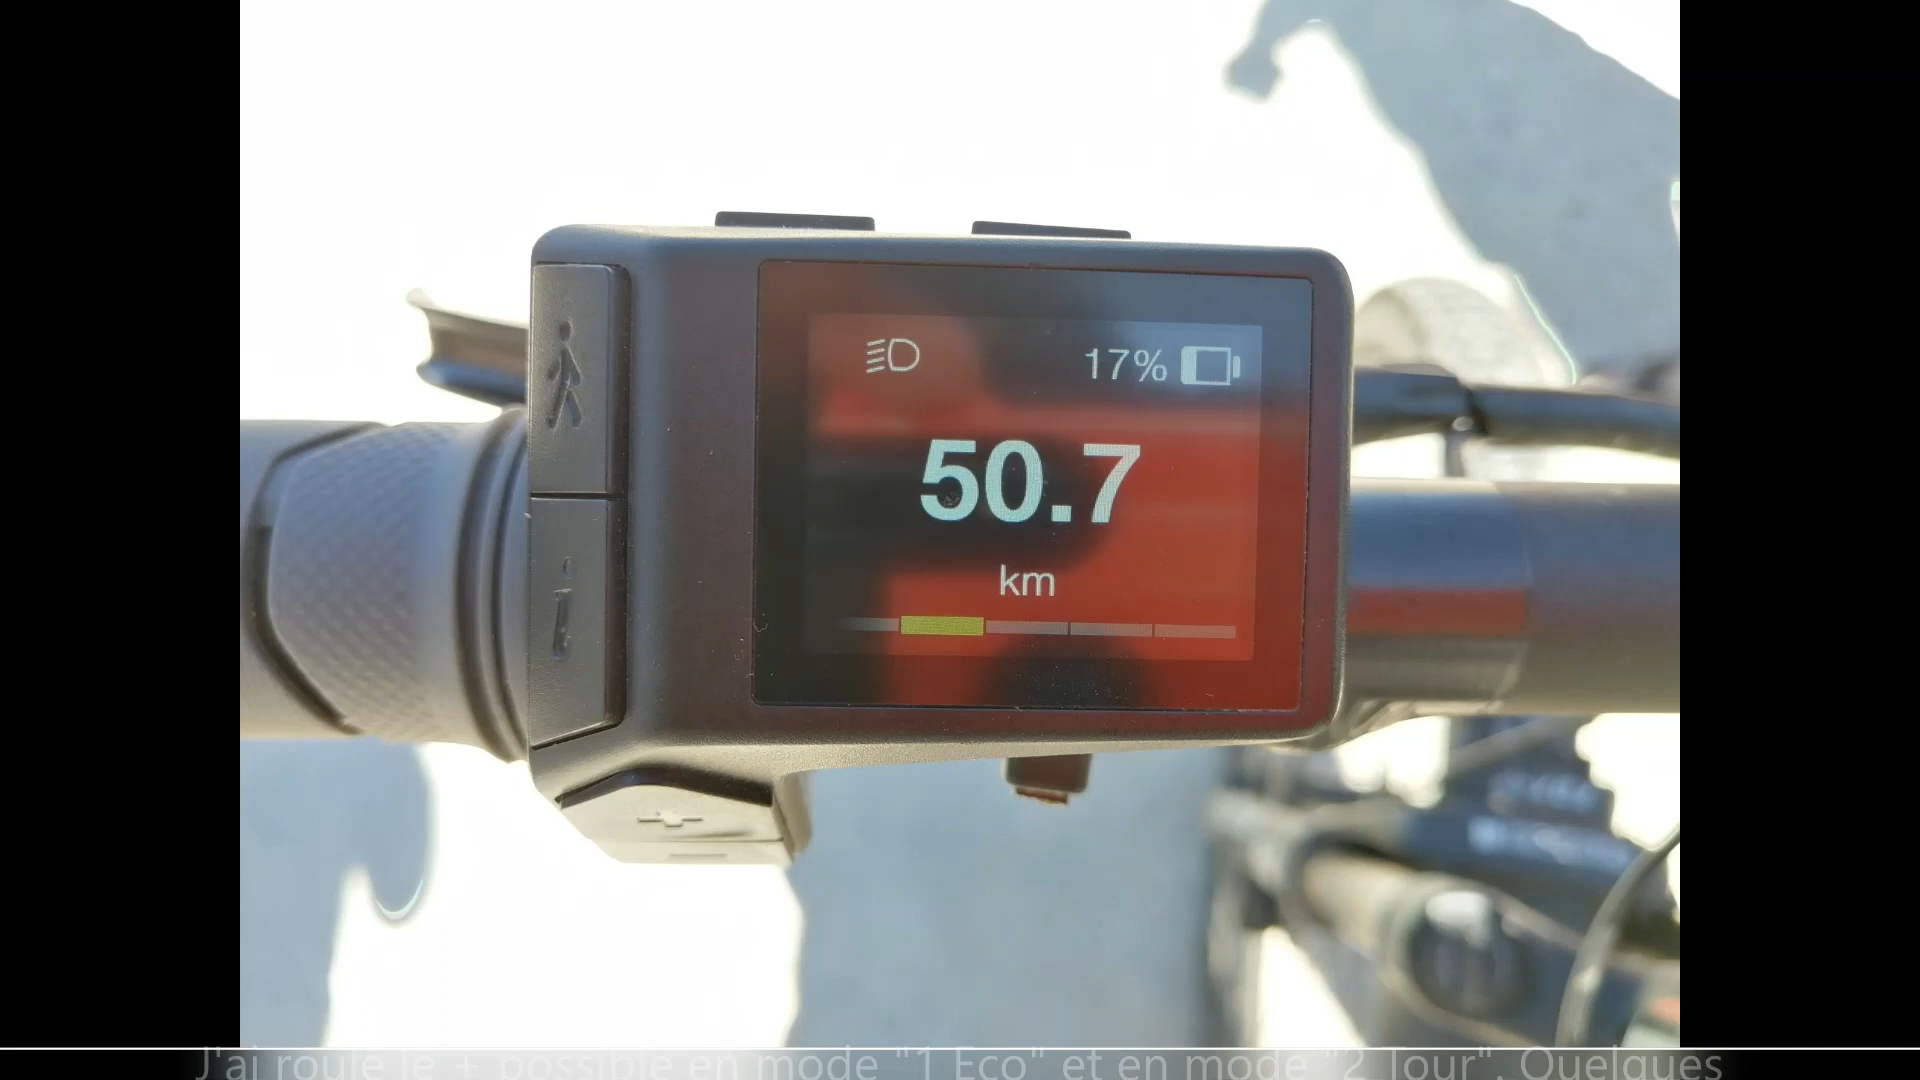 17%
50.7
km
J'ai roulé le + possible en mode "1 Eco" et en mode "2 Tour". Quelques